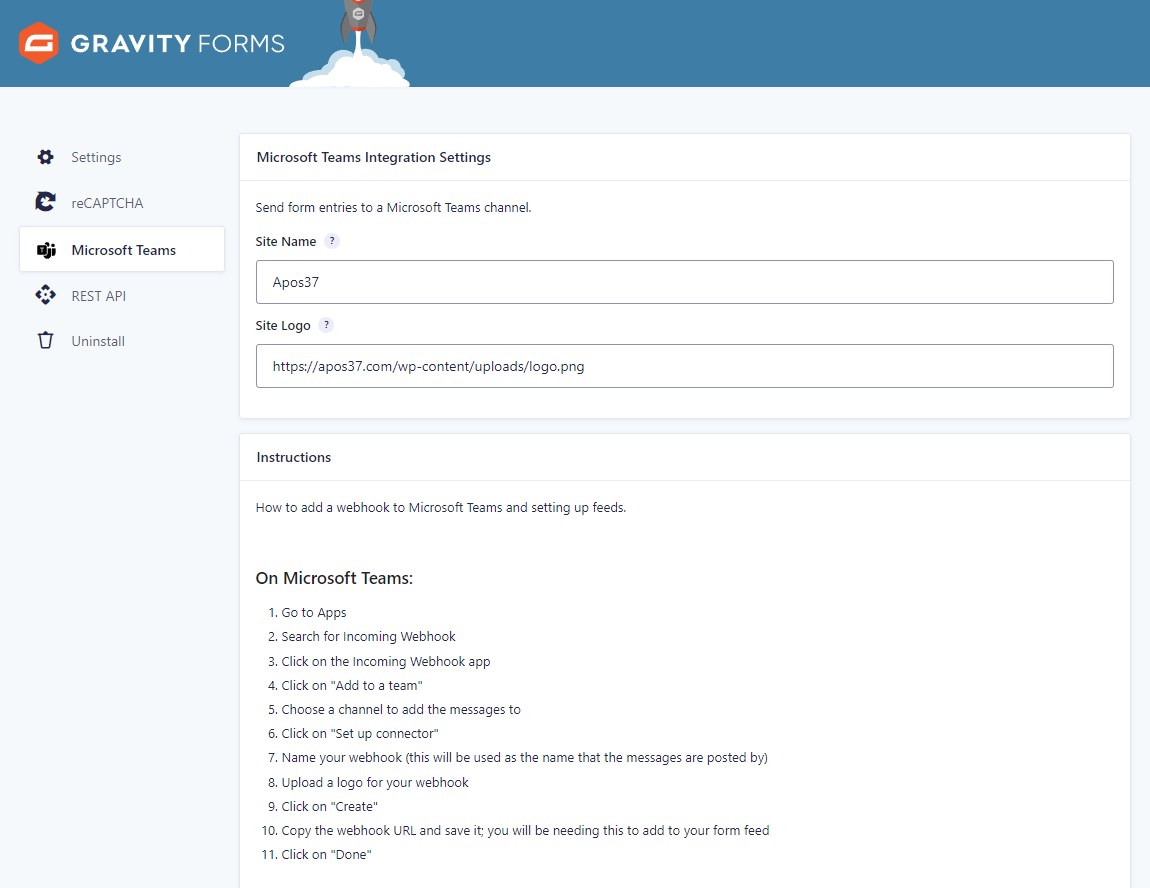 GRAVITY FORMS
Settings
reCAPTCHA
Microsoft Teams
REST API
Uninstall
Microsoft Teams Integration Settings
Send form entries to a Microsoft Teams channel.
Site Name ?
Apos37
Site Logo ?
https://apos37.com/wp-content/uploads/logo.png
Instructions
How to add a webhook to Microsoft Teams and setting up feeds.
On Microsoft Teams:
1. Go to Apps
2. Search for Incoming Webhook
3. Click on the Incoming Webhook app
4. Click on "Add to a team"
5. Choose a channel to add the messages to
6. Click on "Set up connector"
7. Name your webhook (this will be used as the name that the messages are posted by)
8. Upload a logo for your webhook
9. Click on "Create"
10. Copy the webhook URL and save it; you will be needing this to add to your form feed
11. Click on "Done"